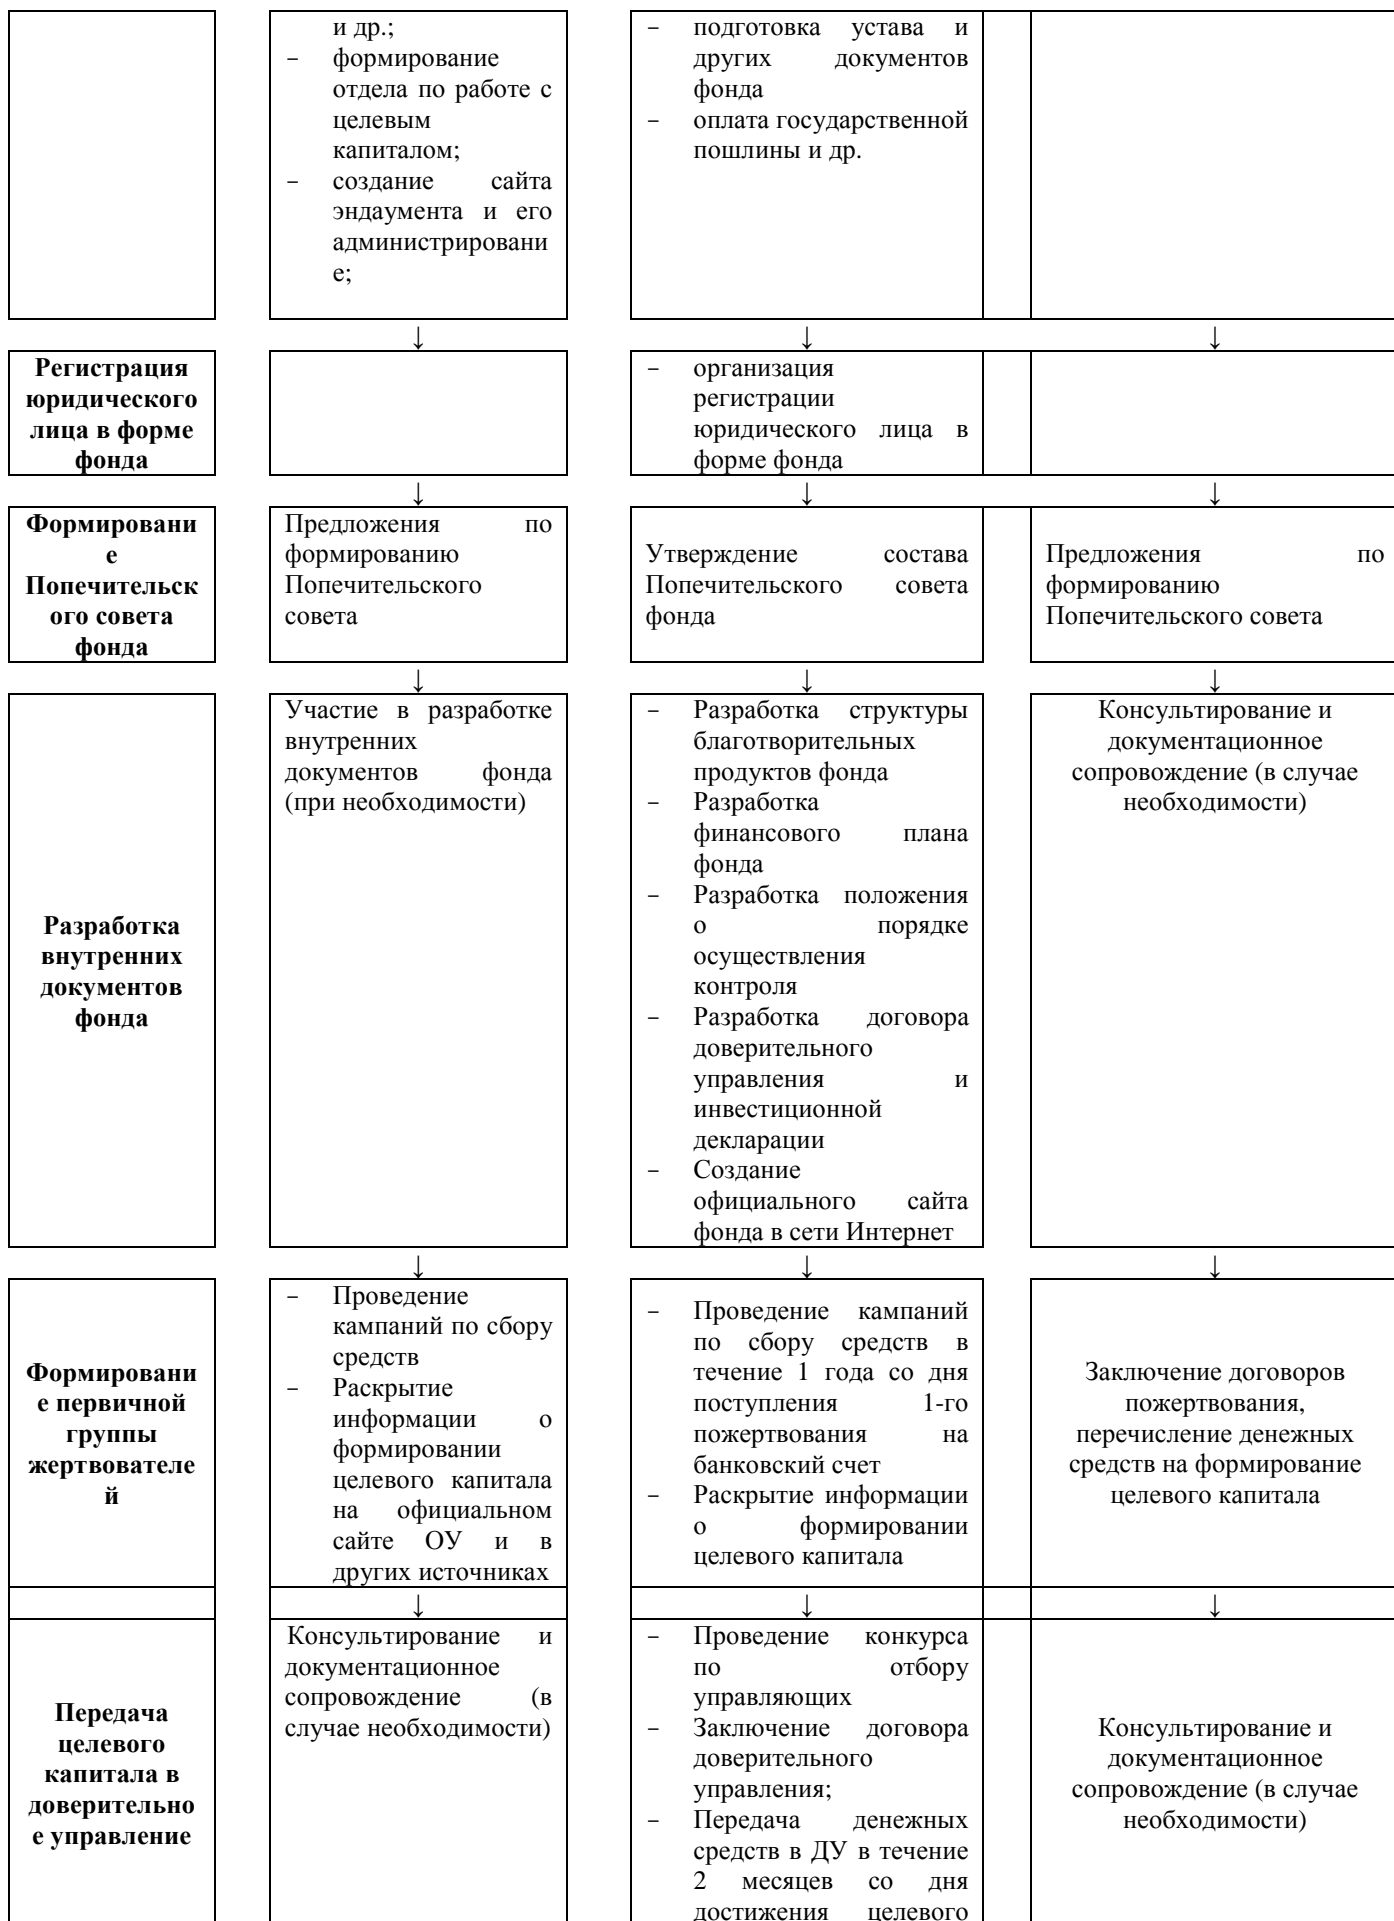 и др.;
– формирование
отдела по работе с
целевым
капиталом;
– создание сайта
эндаумента и его
администрировани
е;
– подготовка устава и
других документов
фонда
– оплата государственной
пошлины и др.
↓ ↓ ↓
Регистрация
юридического
лица в форме
фонда
– организация
регистрации
юридического лица в
форме фонда
↓ ↓ ↓
Формировани
е
Попечительск
ого совета
фонда
Предложения по
формированию
Попечительского
совета
Утверждение состава
Попечительского совета
фонда
Предложения по
формированию
Попечительского совета
↓ ↓ ↓
Разработка
внутренних
документов
фонда
Участие в разработке
внутренних
документов фонда
(при необходимости)
– Разработка структуры
благотворительных
продуктов фонда
– Разработка
финансового плана
фонда
– Разработка положения
о порядке
осуществления
контроля
– Разработка договора
доверительного
управления и
инвестиционной
декларации
– Создание
официального сайта
фонда в сети Интернет
Консультирование и
документационное
сопровождение (в случае
необходимости)
↓ ↓ ↓
Формировани
е первичной
группы
жертвователе
й
– Проведение
кампаний по сбору
средств
– Раскрытие
информации о
формировании
целевого капитала
на официальном
сайте ОУ и в
других источниках
– Проведение кампаний
по сбору средств в
течение 1 года со дня
поступления 1-го
пожертвования на
банковский счет
– Раскрытие информации
о формировании
целевого капитала
Заключение договоров
пожертвования,
перечисление денежных
средств на формирование
целевого капитала
↓ ↓ ↓
Передача
целевого
капитала в
доверительно
е управление
Консультирование и
документационное
сопровождение (в
случае необходимости)
– Проведение конкурса
по отбору
управляющих
– Заключение договора
доверительного
управления;
– Передача денежных
средств в ДУ в течение
2 месяцев со дня
достижения целевого
Консультирование и
документационное
сопровождение (в случае
необходимости)